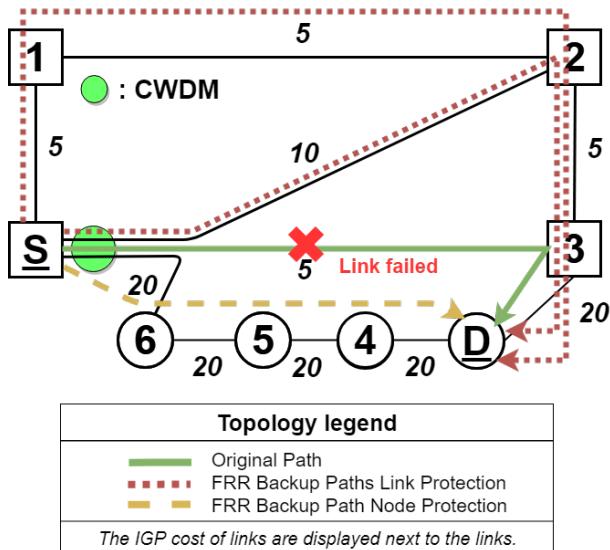 5
1
2
: CWDM
5
10
5
S
3
5
Link failed
20
20
6
5
4
D
20
20
20
Topology legend
Original Path
FRR Backup Paths Link Protection
FRR Backup Path Node Protection
The IGP cost of links are displayed next to the links.